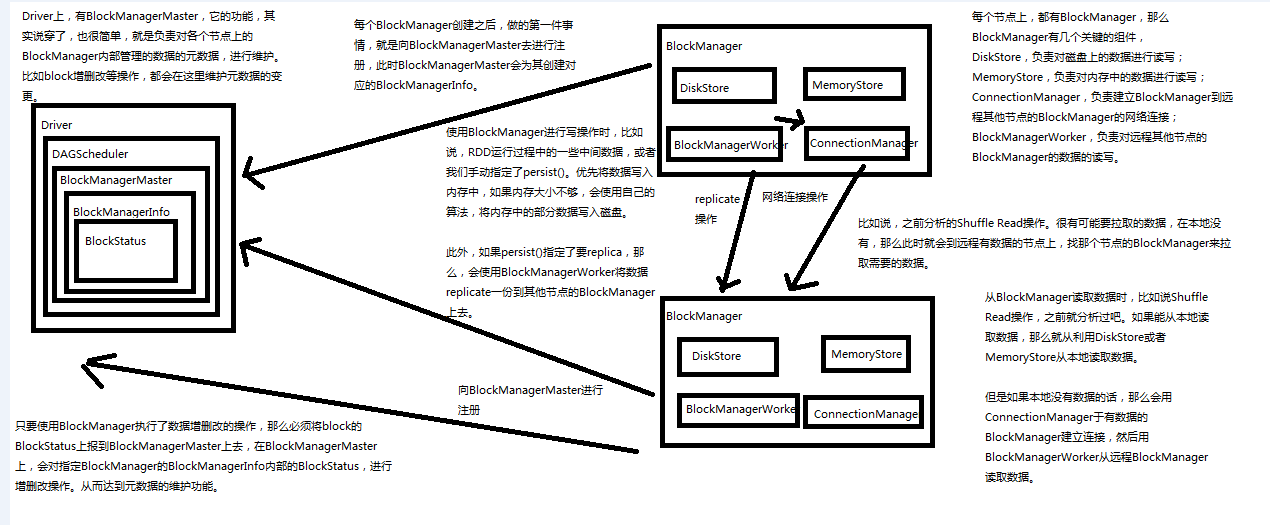 Driver上，有BlockManagerMaster，它的功能，其
实说穿了，也很简单，就是负责对各个节点上的
BlockManager内部管理的数据的元数据，进行维护。
比如block增删改等操作，都会在这里维护元数据的变
更。
每个BlockManager创建之后，做的第一件事
情，就是向BlockManagerMaster去进行注
册，此时BlockManagerMaster会为其创建对
应的BlockManagerInfo。
BlockManager
DiskStore
MemoryStore
BlockManagerWorker
ConnectionManager
每个节点上，都有BlockManager，那么
BlockManager有几个关键的组件，
DiskStore，负责对磁盘上的数据进行读写；
MemoryStore，负责对内存中的数据进行读写；
ConnectionManager，负责建立BlockManager到远
程其他节点的BlockManager的网络连接；
BlockManagerWorker，负责对远程其他节点的
BlockManager的数据的读写。
Driver
DAGScheduler
BlockManagerMaster
BlockManagerInfo
BlockStatus
使用BlockManager进行写操作时，比如
说，RDD运行过程中的一些中间数据，或者
我们手动指定了persist()。优先将数据写入
内存中，如果内存大小不够，会使用自己的
算法，将内存中的部分数据写入磁盘。
此外，如果persist()指定了要replica，那
么，会使用BlockManagerWorker将数据
replicate一份到其他节点的BlockManager
上去。
replicate
操作
网络连接操作
比如说，之前分析的Shuffle Read操作。很有可能要拉取的数据，在本地没
有，那么此时就会到远程有数据的节点上，找那个节点的BlockManager来拉
取需要的数据。
BlockManager
DiskStore
MemoryStore
BlockManagerWorke
ConnectionManager
从BlockManager读取数据时，比如说Shuffle
Read操作，之前就分析过吧。如果能从本地读
取数据，那么就从利用DiskStore或者
MemoryStore从本地读取数据。
但是如果本地没有数据的话，那么会用
ConnectionManager于有数据的
BlockManager建立连接，然后用
BlockManagerWorker从远程BlockManager
读取数据。
向BlockManagerMaster进行
注册
只要使用BlockManager执行了数据增删改的操作，那么必须将block的
BlockStatus上报到BlockManagerMaster上去，在BlockManagerMaster
上，会对指定BlockManager的BlockManagerInfo内部的BlockStatus，进行
增删改操作。从而达到元数据的维护功能。